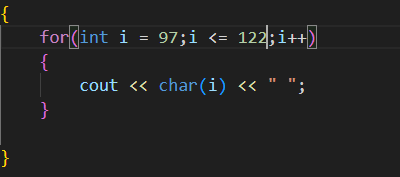 {
for(int i = 97;i <= 122;i++)
{
cout << char(i) << " ";
}
}